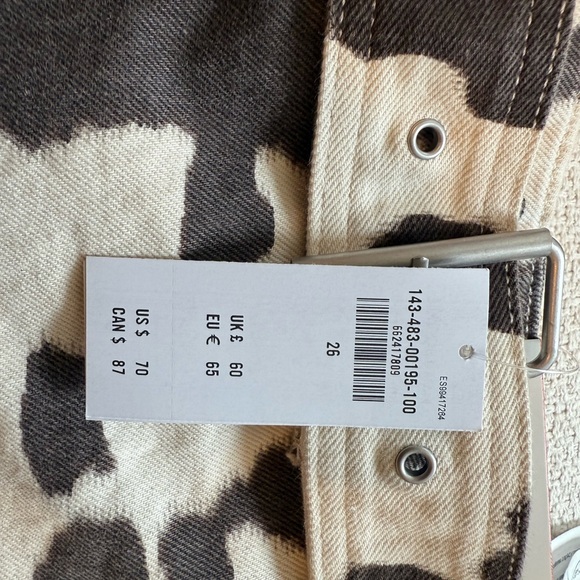 ES99417264
143-483-00195-100
662417809
26
UK £ 60
EU € 65
US $ 70
CAN $ 87